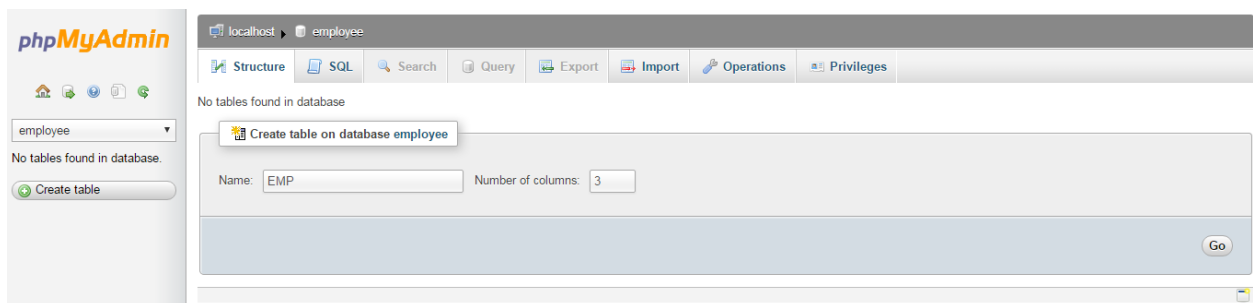 phpMyAdmin
employee
No tables found in database.
Create table
localhost employee
Structure SQL Search Query Export Import Operations Privileges
No tables found in database
Create table on database employee
Name: EMP Number of columns: 3
Go